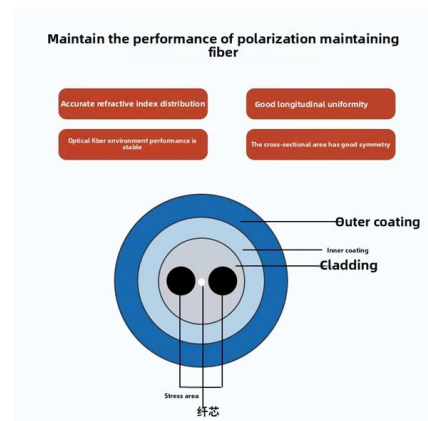 Maintain the performance of polarization maintaining
fiber
Accurate refractive index distribution
Good longitudinal uniformity
Optical fiber environment performance is
stable
The cross-sectional area has good symmetry
Outer coating
Inner coating
Cladding
Stress area
纤芯